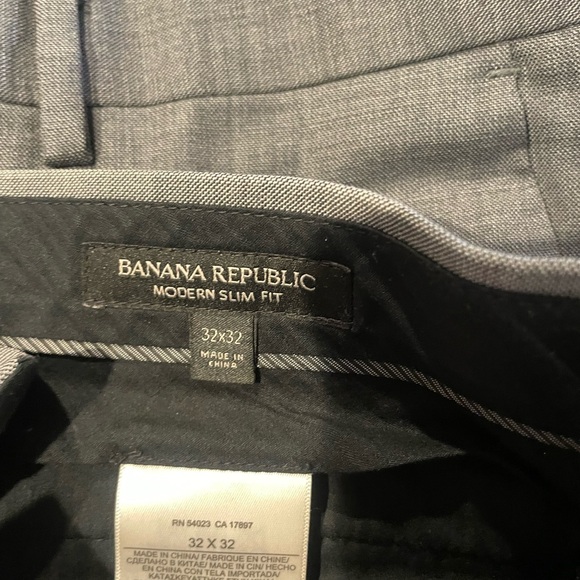 BANANA REPUBLIC
MODERN SLIM FIT
32x32
MADE IN
CHINA
RN 54023 CA 17897
32 X 32
MADE IN CHINA/ FABRIQUE EN CHINE/
СДЕЛАНО В КИТАЕ/ MADE IN CIN/ HECHO
EN CHINA CON TELA IMPORTADA/